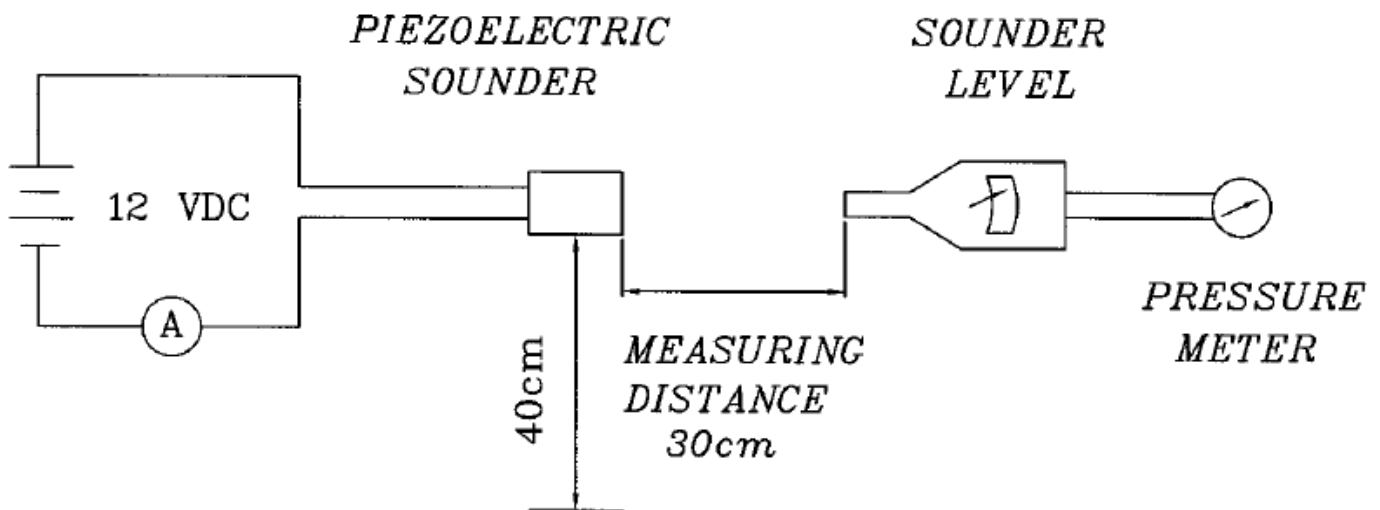 PIEZOELECTRIC
SOUNDER
SOUNDER
LEVEL
12 VDC
A
40cm
MEASURING
DISTANCE
30cm
PRESSURE
METER